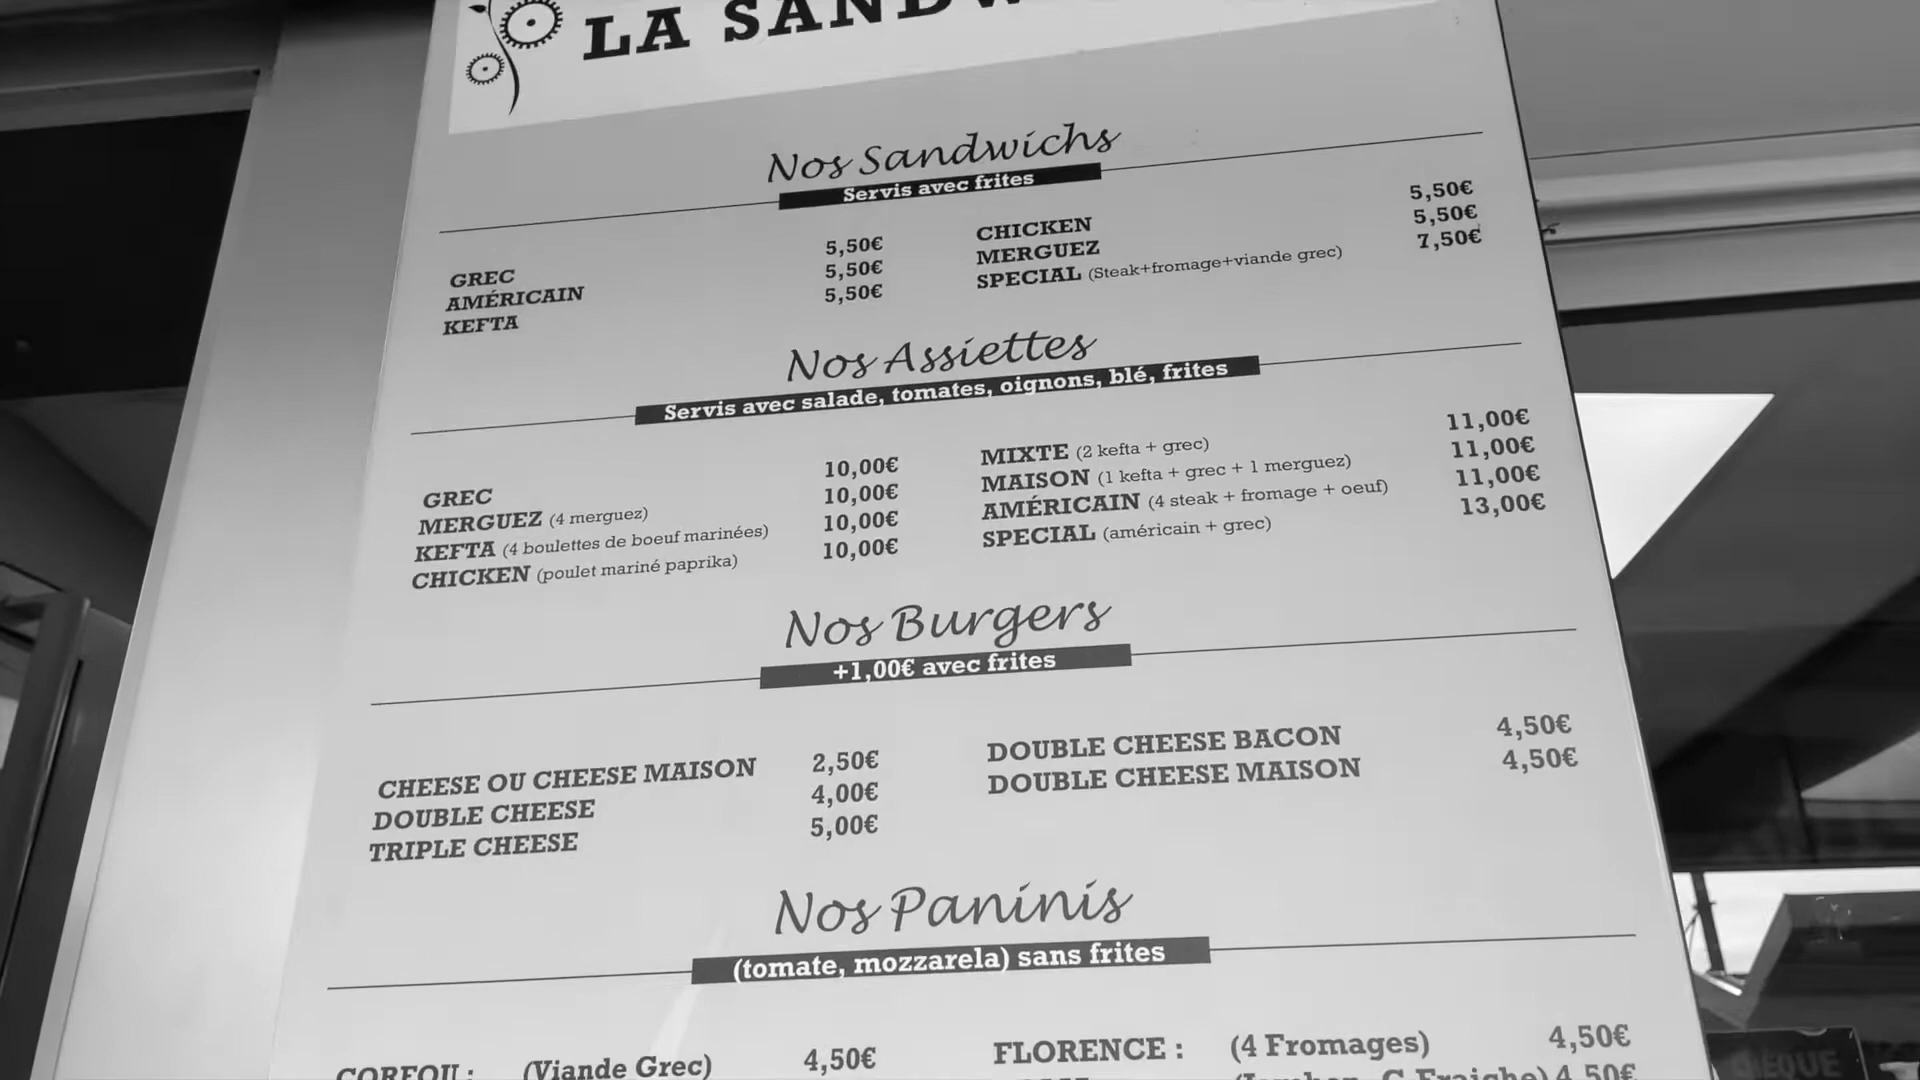 LA SANDW
Nos Sandwichs
Servis avec frites
GREC 5,50€
AMÉRICAIN 5,50€
KEFTA 5,50€
CHICKEN 5,50€
MERGUEZ 5,50€
SPECIAL (Steak+fromage+viande grec) 7,50€
Nos Assiettes
Servis avec salade, tomates, oignons, blé, frites
GREC 10,00€
MERGUEZ (4 merguez) 10,00€
KEFTA (4 boulettes de boeuf marinées) 10,00€
CHICKEN (poulet mariné paprika) 10,00€
MIXTE (2 kefta + grec) 11,00€
MAISON (1 kefta + grec + 1 merguez) 11,00€
AMÉRICAIN (4 steak + fromage + oeuf) 11,00€
SPECIAL (américain + grec) 13,00€
Nos Burgers
+1,00€ avec frites
CHEESE OU CHEESE MAISON 2,50€
DOUBLE CHEESE 4,00€
TRIPLE CHEESE 5,00€
DOUBLE CHEESE BACON 4,50€
DOUBLE CHEESE MAISON 4,50€
Nos Paninis
(tomate, mozzarela) sans frites
CORFOU : (Viande Grec) 4,50€
FLORENCE : (4 Fromages) 4,50€
(Jambon, C.Fraiche) 4,50€